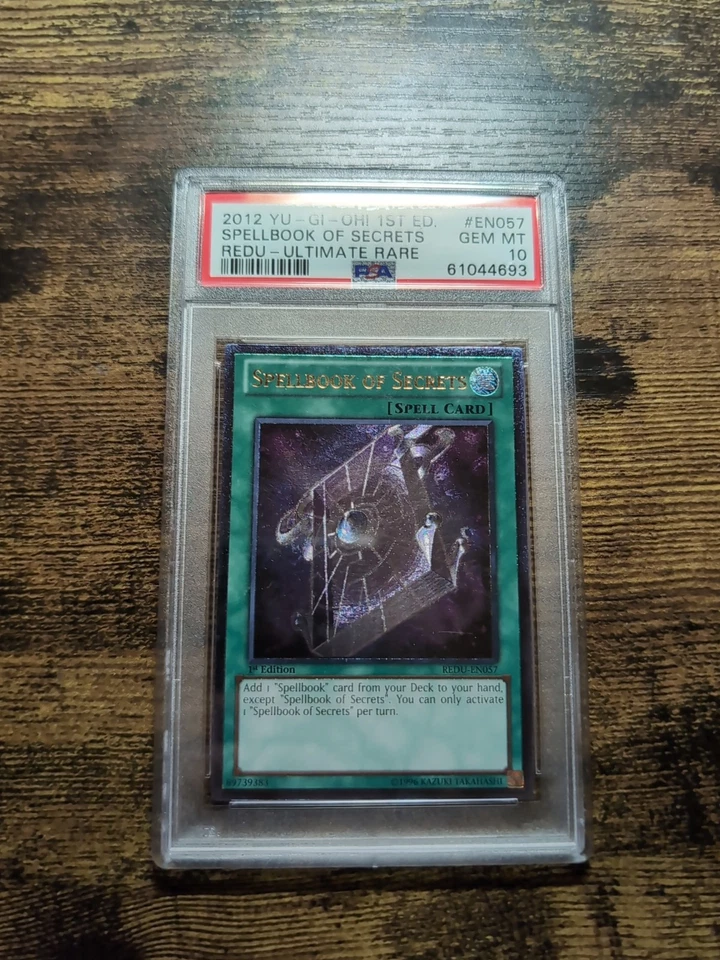 2012 YU-GI-OH! 1ST ED. #EN057
SPELLBOOK OF SECRETS GEM MT
REDU-ULTIMATE RARE 10
PSA 61044693
SPELLBOOK OF SECRETS
[SPELL CARD]
1st Edition REDU-EN057
Add 1 "Spellbook" card from your Deck to your hand,
except "Spellbook of Secrets". You can only activate
1 "Spellbook of Secrets" per turn.
89739383 ©1996 KAZUKI TAKAHASHI